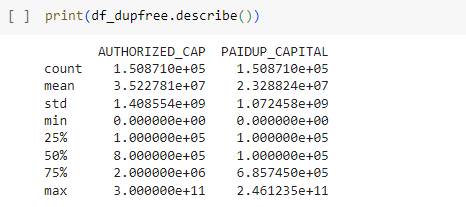 [ ] print(df_dupfree.describe())
AUTHORIZED_CAP PAIDUP_CAPITAL
count 1.508710e+05 1.508710e+05
mean 3.522781e+07 2.328824e+07
std 1.408554e+09 1.072458e+09
min 0.000000e+00 0.000000e+00
25% 1.000000e+05 1.000000e+05
50% 8.000000e+05 1.000000e+05
75% 2.000000e+06 6.857450e+05
max 3.000000e+11 2.461235e+11